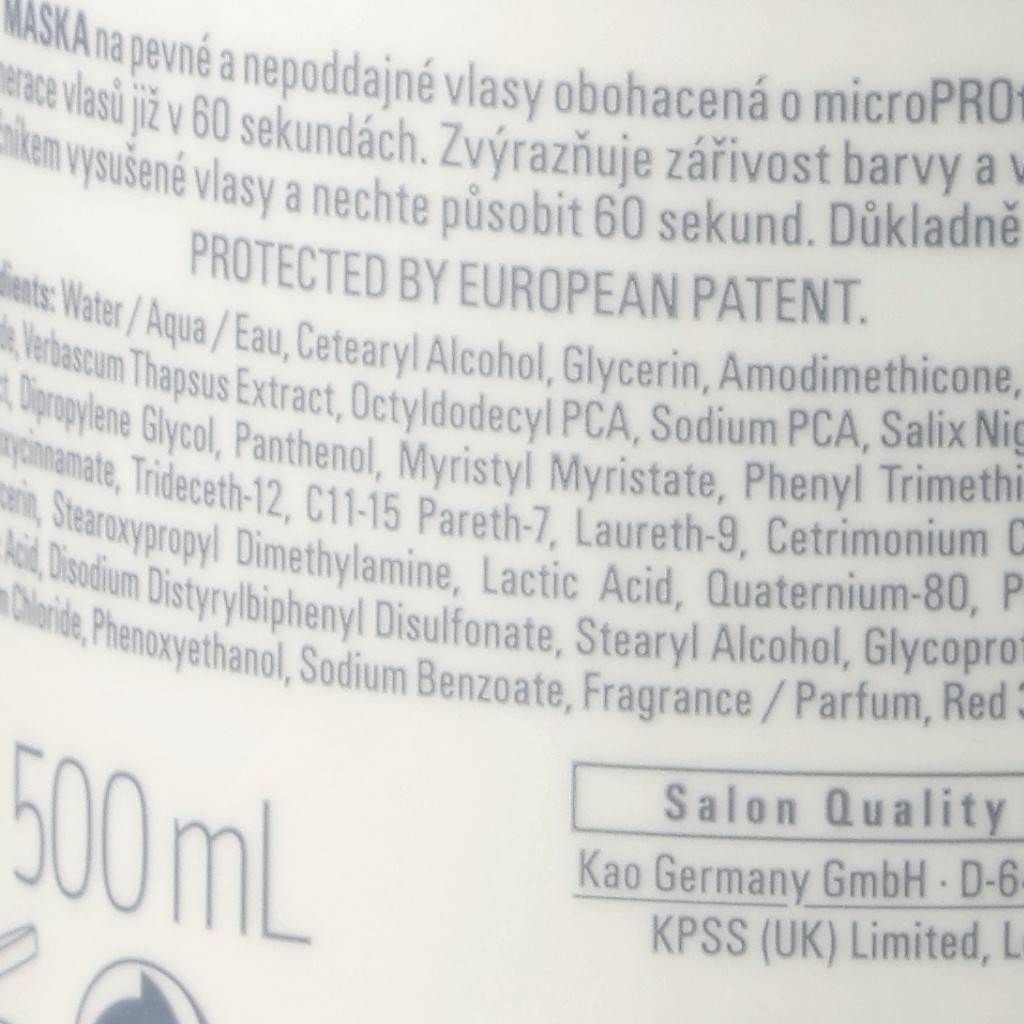 MASKA na pevné a nepoddajné vlasy obohacená o microPRO
vlasů již v 60 sekundách. Zvýrazňuje zářivost barvy a v
vysušené vlasy a nechte působit 60 sekund. Důkladně
PROTECTED BY EUROPEAN PATENT.
dients: Water / Aqua / Eau, Cetearyl Alcohol, Glycerin, Amodimethicone,
Verbascum Thapsus Extract, Octyldodecyl PCA, Sodium PCA, Salix Nig
Dipropylene Glycol, Panthenol, Myristyl Myristate, Phenyl Trimethi
oxycinnamate, Trideceth-12, C11-15 Pareth-7, Laureth-9, Cetrimonium C
cerin, Stearoxypropyl Dimethylamine, Lactic Acid, Quaternium-80, P
Acid, Disodium Distyrylbiphenyl Disulfonate, Stearyl Alcohol, Glycoprot
Chloride, Phenoxyethanol, Sodium Benzoate, Fragrance / Parfum, Red 3
500 mL
Salon Quality
Kao Germany GmbH · D-6
KPSS (UK) Limited, L